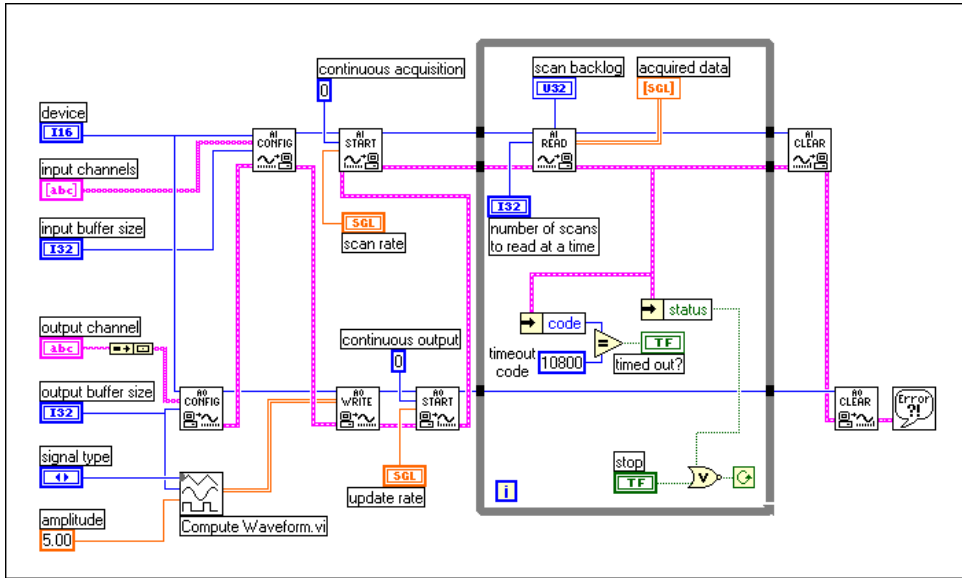 continuous acquisition
0
scan backlog
U32
acquired data
[SGL]
device
I16
AI
CONFIG
AI
START
AI
READ
AI
CLEAR
input channels
[abc]
input buffer size
I32
SGL
scan rate
I32
number of scans
to read at a time
code
status
output channel
abc
continuous output
0
timeout
code
10800
=
TF
timed out?
output buffer size
I32
AO
CONFIG
AO
WRITE
AO
START
AO
CLEAR
Error
?!
signal type
stop
TF
V
SGL
update rate
i
amplitude
5.00
Compute Waveform.vi